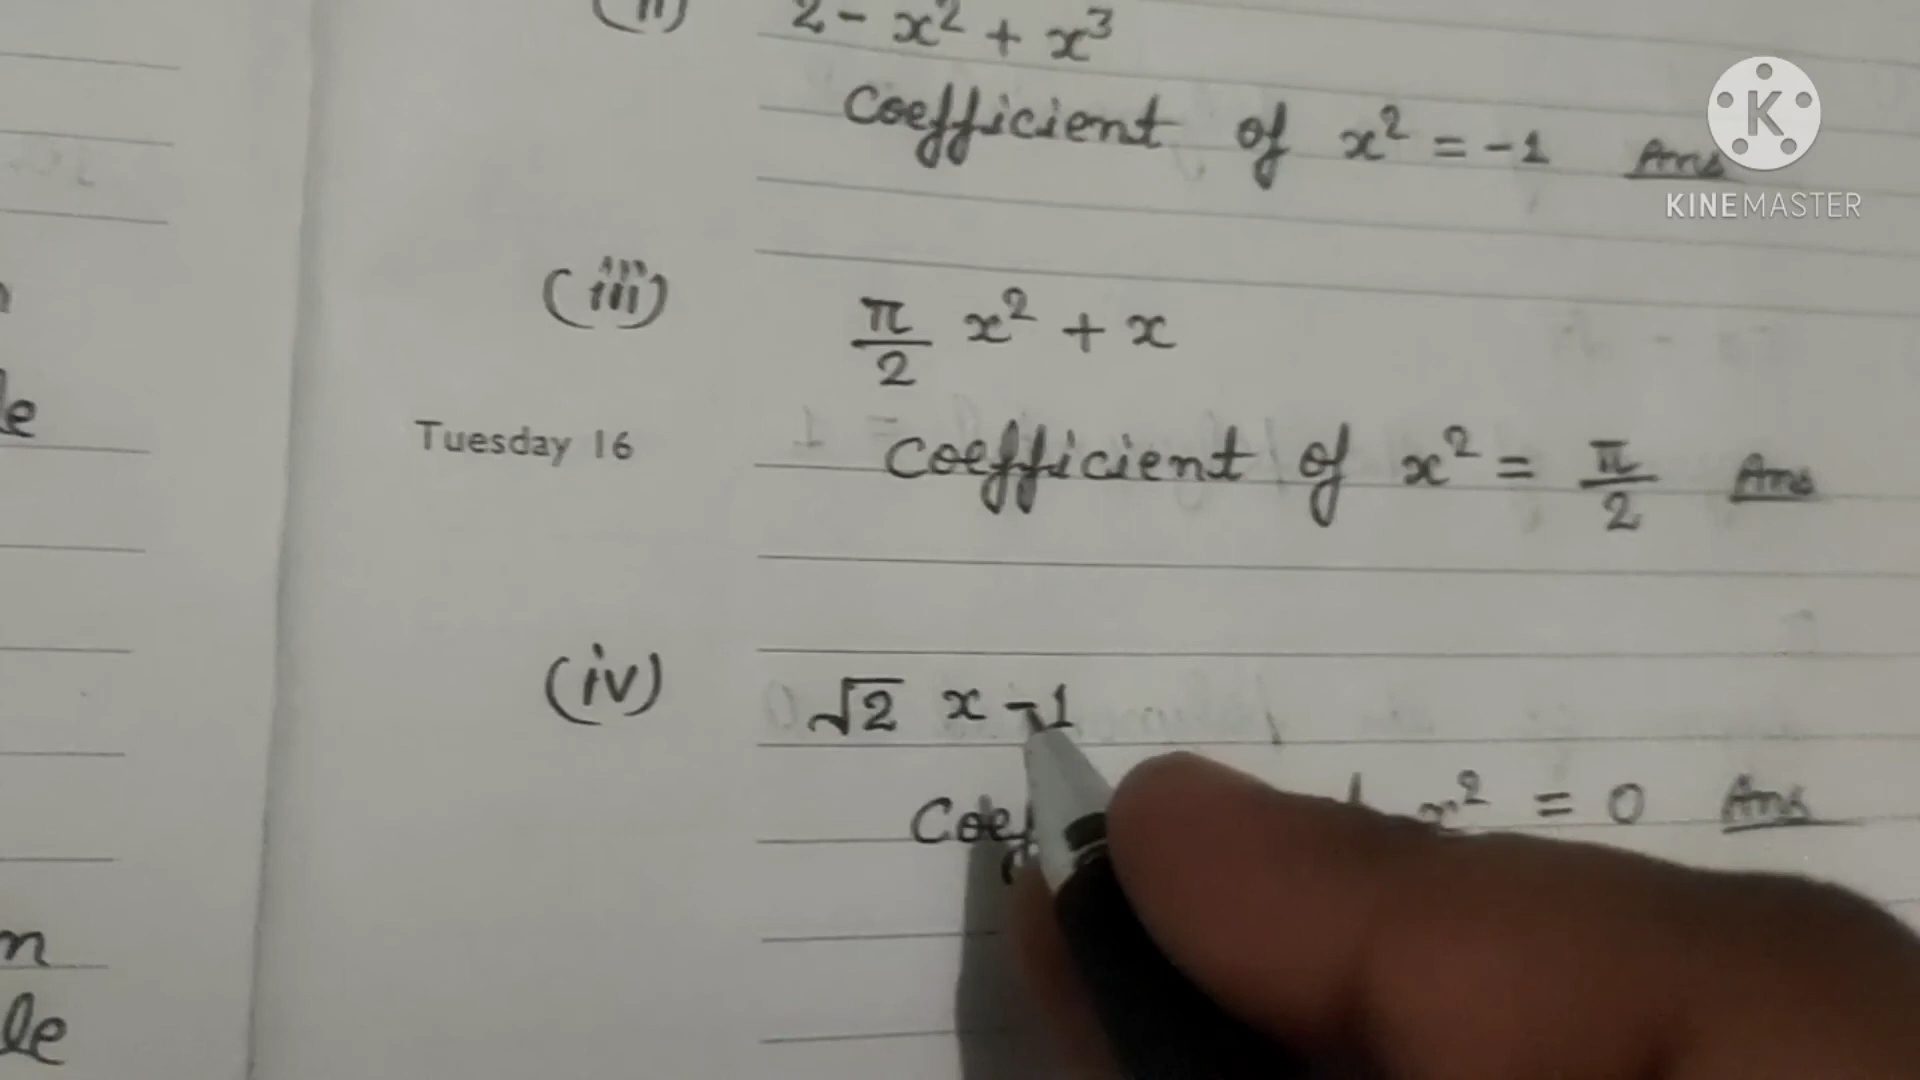 (ii) 2 - x² + x³
Coefficient of x² = -1 Ans
KINEMASTER
(iii) π/2 x² + x
Tuesday 16
Coefficient of x² = π/2 Ans
(iv) √2 x - 1
x² = 0 Ans